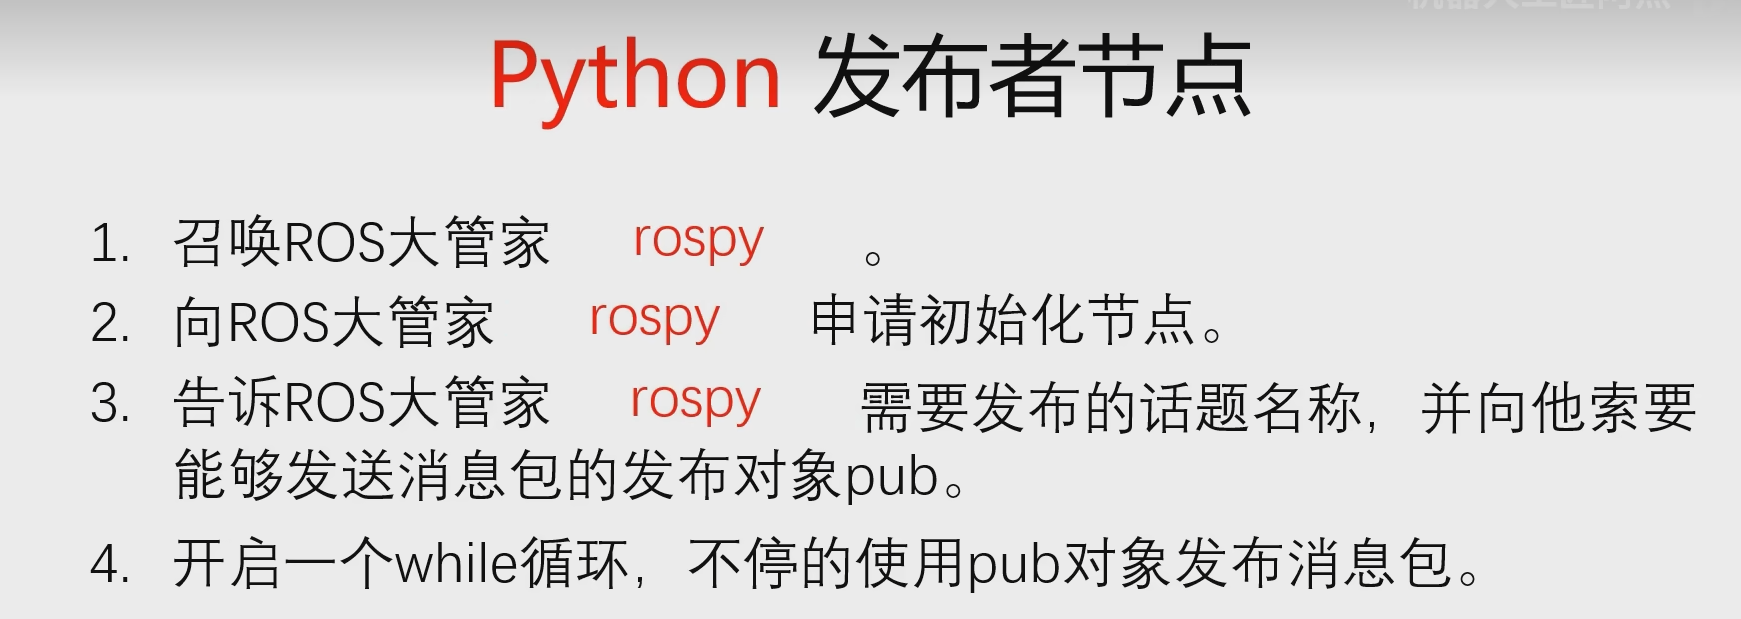 Python 发布者节点
1. 召唤ROS大管家 rospy 。
2. 向ROS大管家 rospy 申请初始化节点。
3. 告诉ROS大管家 rospy 需要发布的话题名称，并向他索要
能够发送消息包的发布对象pub。
4. 开启一个while循环，不停的使用pub对象发布消息包。